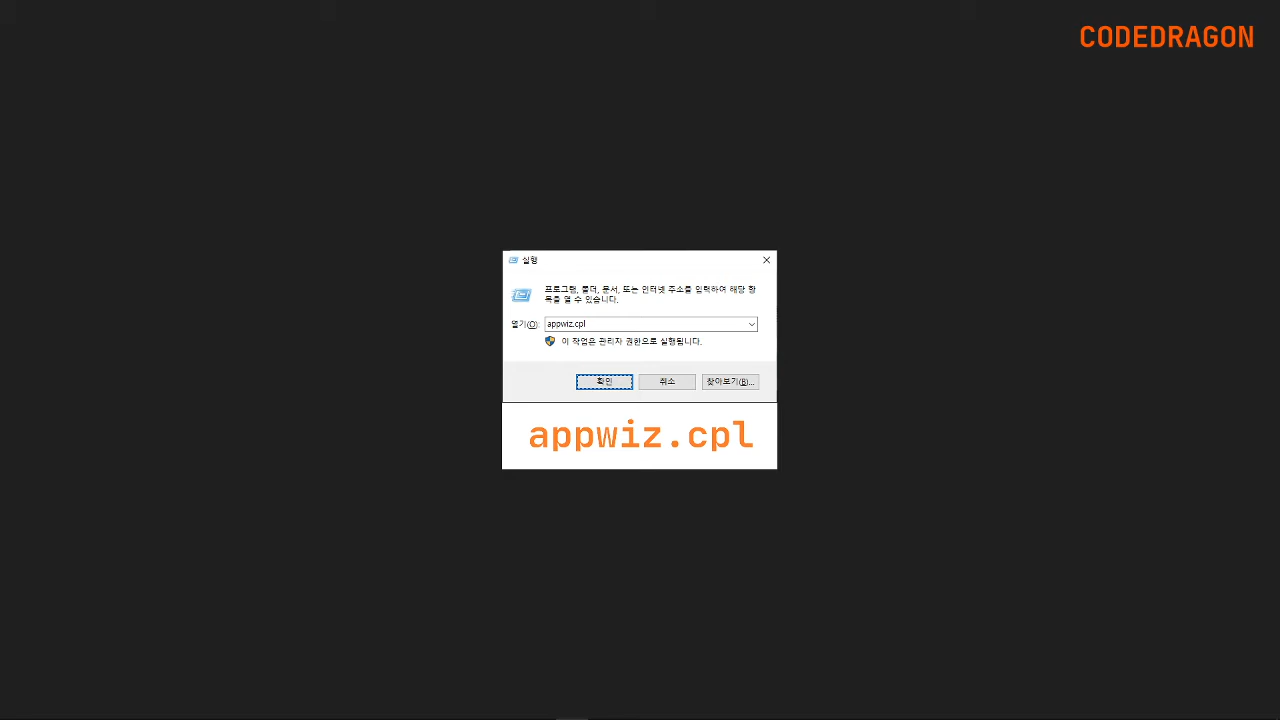 CODEDRAGON
실행
프로그램, 폴더, 문서, 또는 인터넷 주소를 입력하여 해당 항
목을 열 수 있습니다.
열기(O): appwiz.cpl
이 작업은 관리자 권한으로 실행됩니다.
확인 취소 찾아보기(B)...
appwiz.cpl